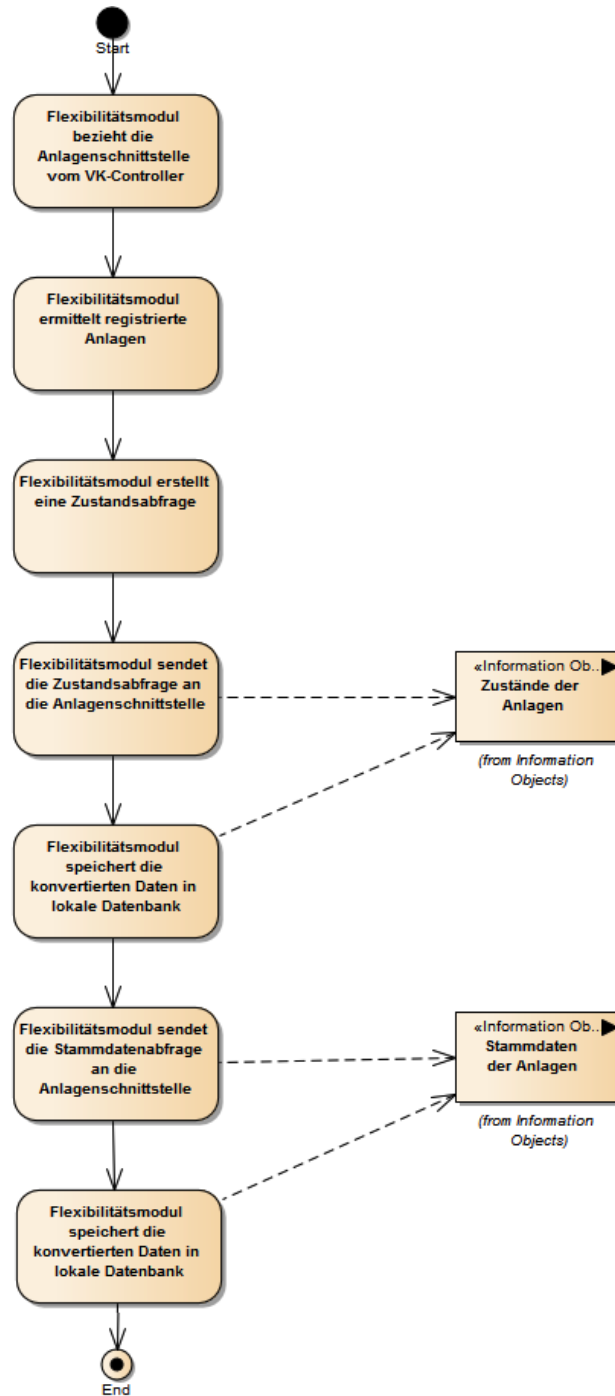 Start
Flexibilitätsmodul
bezieht die
Anlagenschnittstelle
vom VK-Controller
Flexibilitätsmodul
ermittelt registrierte
Anlagen
Flexibilitätsmodul erstellt
eine Zustandsabfrage
Flexibilitätsmodul sendet
die Zustandsabfrage an
die Anlagenschnittstelle
«Information Ob..
Zustände der
Anlagen
(from Information
Objects)
Flexibilitätsmodul
speichert die
konvertierten Daten in
lokale Datenbank
Flexibilitätsmodul sendet
die Stammdatenabfrage
an die
Anlagenschnittstelle
«Information Ob..
Stammdaten
der Anlagen
(from Information
Objects)
Flexibilitätsmodul
speichert die
konvertierten Daten in
lokale Datenbank
End